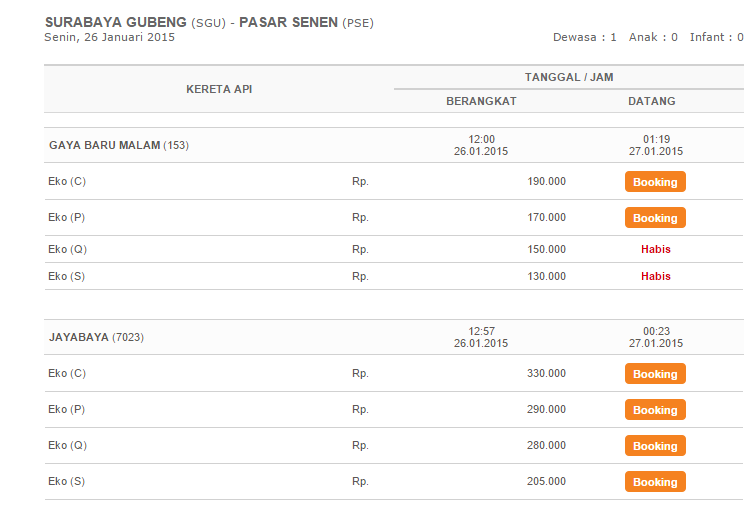 SURABAYA GUBENG (SGU) - PASAR SENEN (PSE)
Senin, 26 Januari 2015 Dewasa : 1 Anak : 0 Infant : 0
KERETA API TANGGAL / JAM
BERANGKAT DATANG
GAYA BARU MALAM (153) 12:00 01:19
26.01.2015 27.01.2015
Eko (C) Rp. 190.000 Booking
Eko (P) Rp. 170.000 Booking
Eko (Q) Rp. 150.000 Habis
Eko (S) Rp. 130.000 Habis
JAYABAYA (7023) 12:57 00:23
26.01.2015 27.01.2015
Eko (C) Rp. 330.000 Booking
Eko (P) Rp. 290.000 Booking
Eko (Q) Rp. 280.000 Booking
Eko (S) Rp. 205.000 Booking